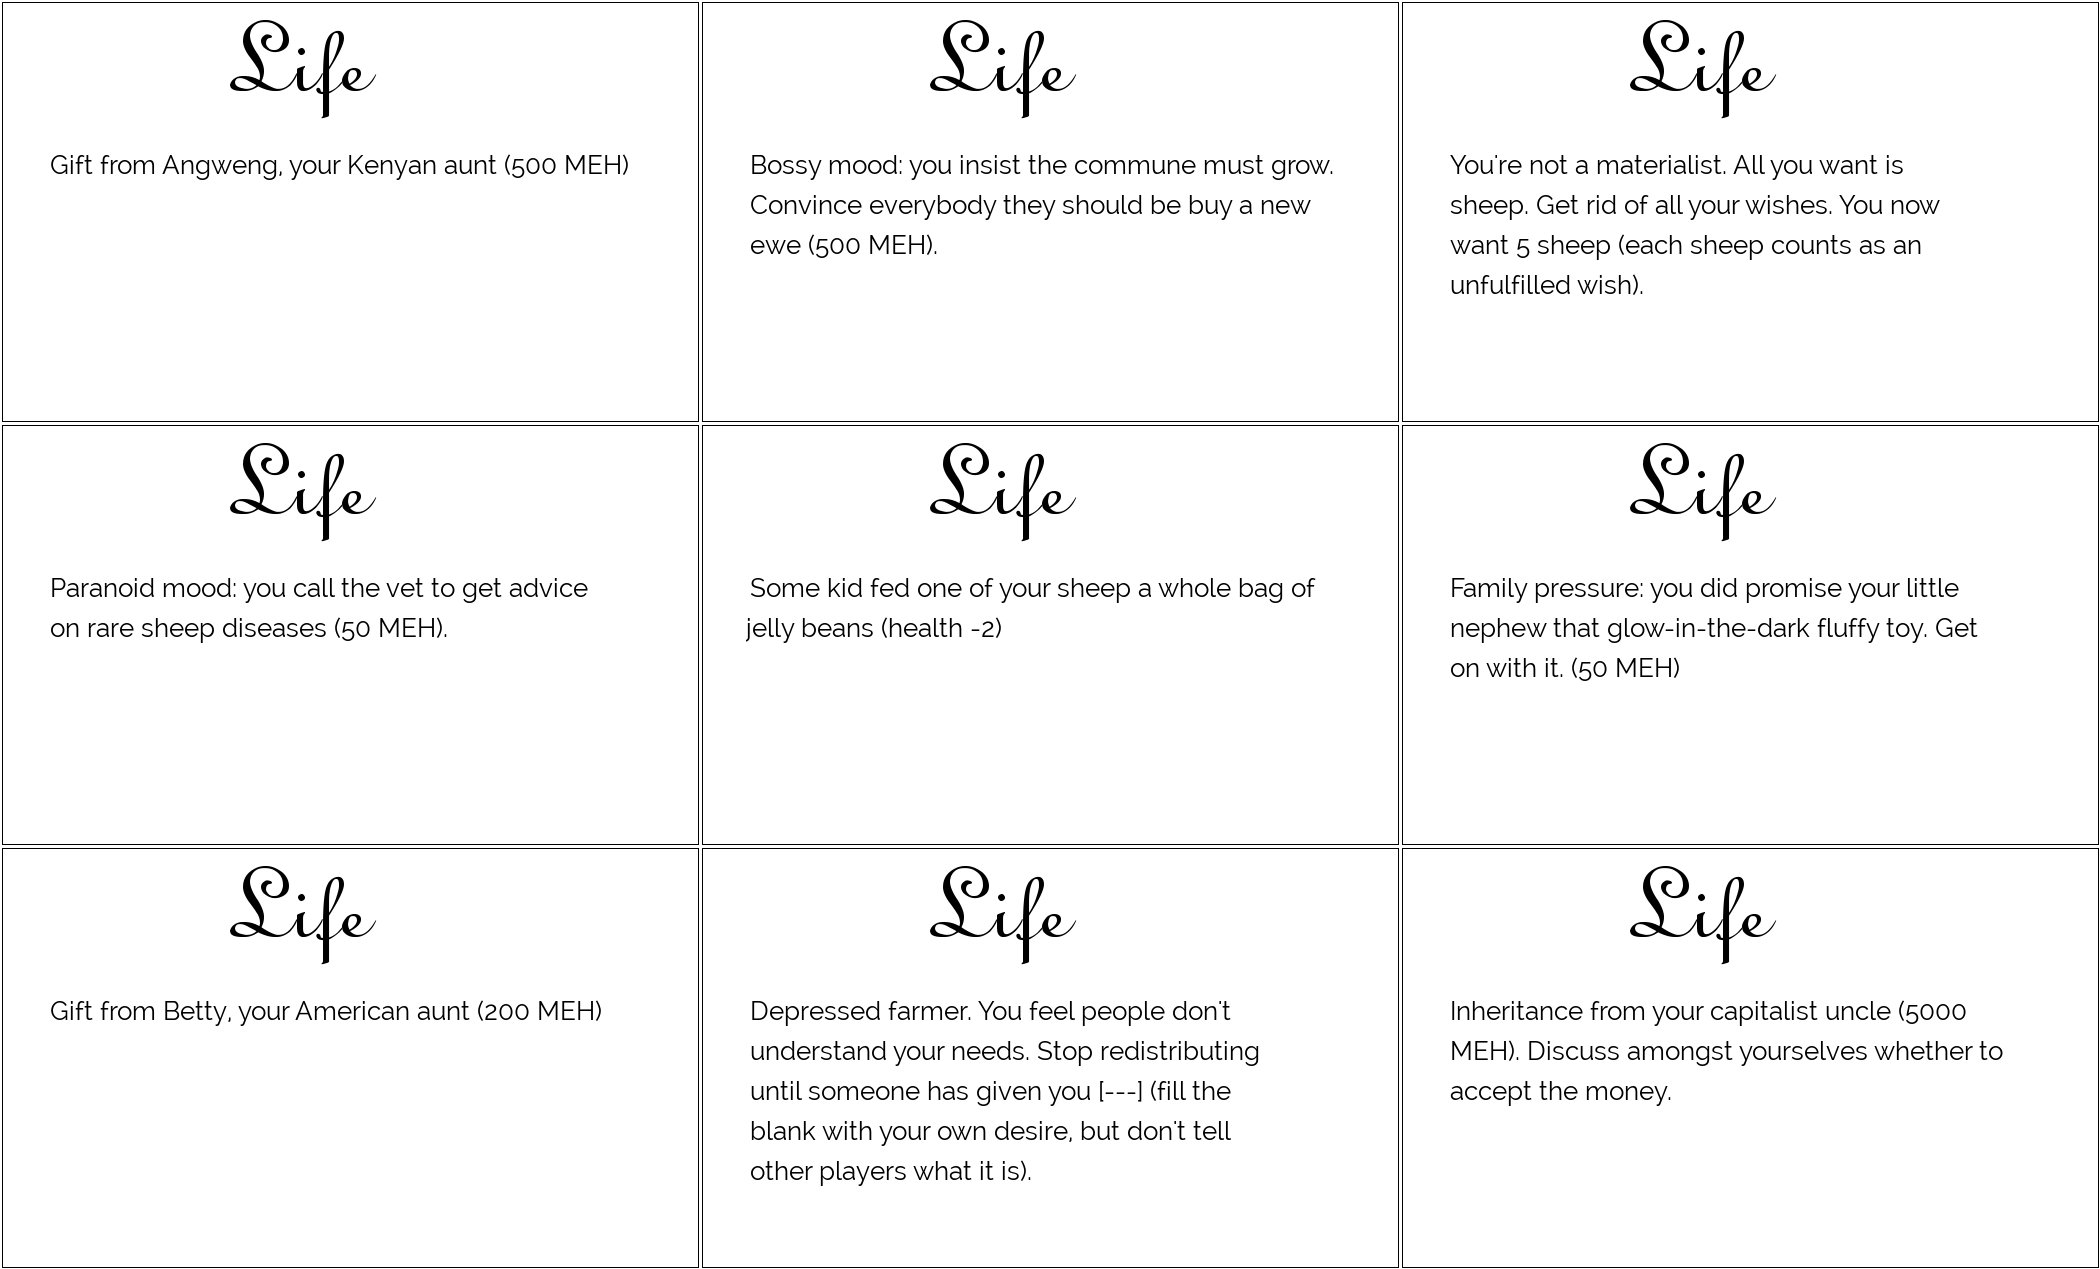 Life
Gift from Angweng, your Kenyan aunt (500 MEH)
Life
Bossy mood: you insist the commune must grow.
Convince everybody they should be buy a new
ewe (500 MEH).
Life
You're not a materialist. All you want is
sheep. Get rid of all your wishes. You now
want 5 sheep (each sheep counts as an
unfulfilled wish).
Life
Paranoid mood: you call the vet to get advice
on rare sheep diseases (50 MEH).
Life
Some kid fed one of your sheep a whole bag of
jelly beans (health -2)
Life
Family pressure: you did promise your little
nephew that glow-in-the-dark fluffy toy. Get
on with it. (50 MEH)
Life
Gift from Betty, your American aunt (200 MEH)
Life
Depressed farmer. You feel people don't
understand your needs. Stop redistributing
until someone has given you [---] (fill the
blank with your own desire, but don't tell
other players what it is).
Life
Inheritance from your capitalist uncle (5000
MEH). Discuss amongst yourselves whether to
accept the money.